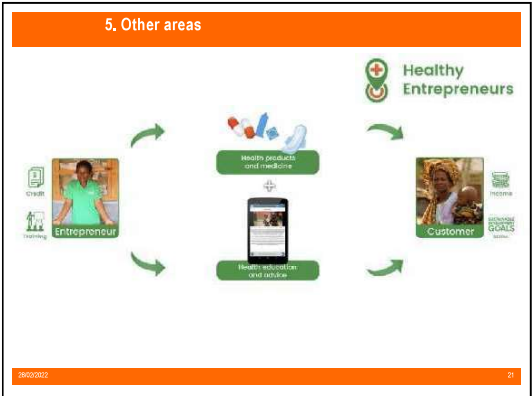 5. Other areas
Healthy
Entrepreneurs
Health products
and medicine
Credit
Training
Entrepreneur
Health education
and advice
Customer
Income
GOALS
28/02/2022
21